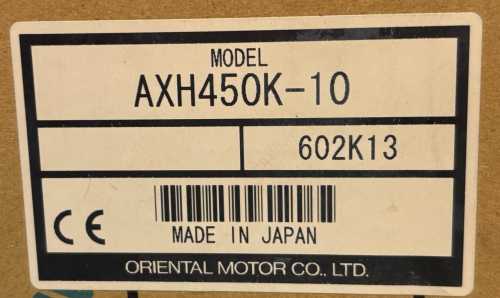 MODEL
AXH450K-10
602K13
CE
MADE IN JAPAN
ORIENTAL MOTOR CO., LTD.